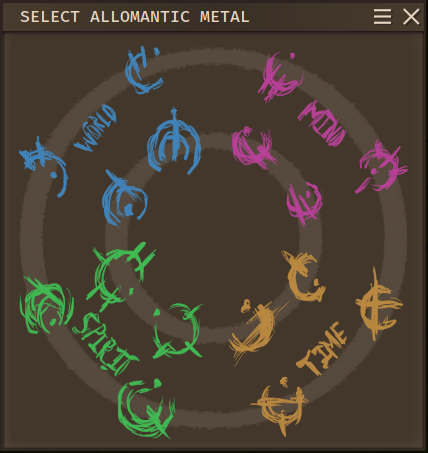 SELECT ALLOMANTIC METAL
WORLD
MIND
SPIRIT
TIME